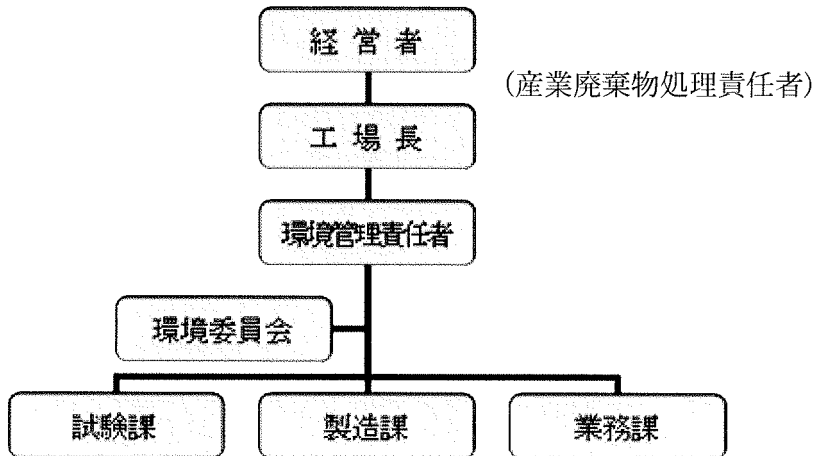 経営者
(産業廃棄物処理責任者)
工場長
環境管理責任者
環境委員会
試験課
製造課
業務課